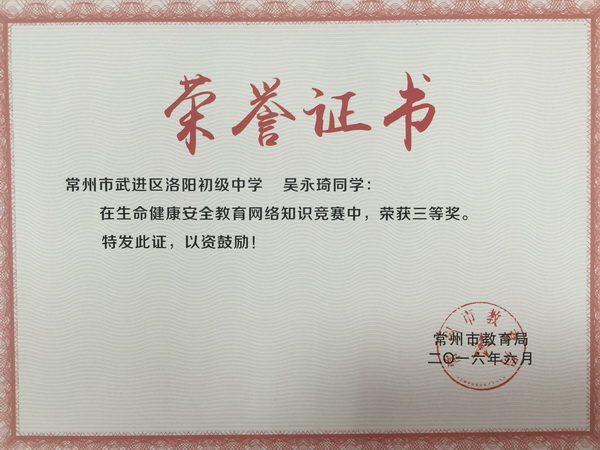 荣誉证书
常州市武进区洛阳初级中学 吴永琦同学：
在生命健康安全教育网络知识竞赛中，荣获三等奖。
特发此证，以资鼓励！
常州市教育局
二〇一六年六月